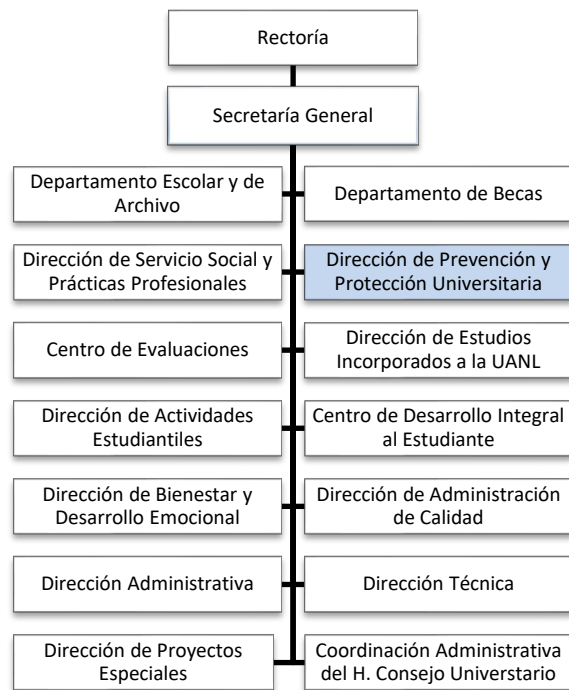 Rectoría
Secretaría General
Departamento Escolar y de
Archivo
Departamento de Becas
Dirección de Servicio Social y
Prácticas Profesionales
Dirección de Prevención y
Protección Universitaria
Centro de Evaluaciones
Dirección de Estudios
Incorporados a la UANL
Dirección de Actividades
Estudiantiles
Centro de Desarrollo Integral
al Estudiante
Dirección de Bienestar y
Desarrollo Emocional
Dirección de Administración
de Calidad
Dirección Administrativa
Dirección Técnica
Dirección de Proyectos
Especiales
Coordinación Administrativa
del H. Consejo Universtario